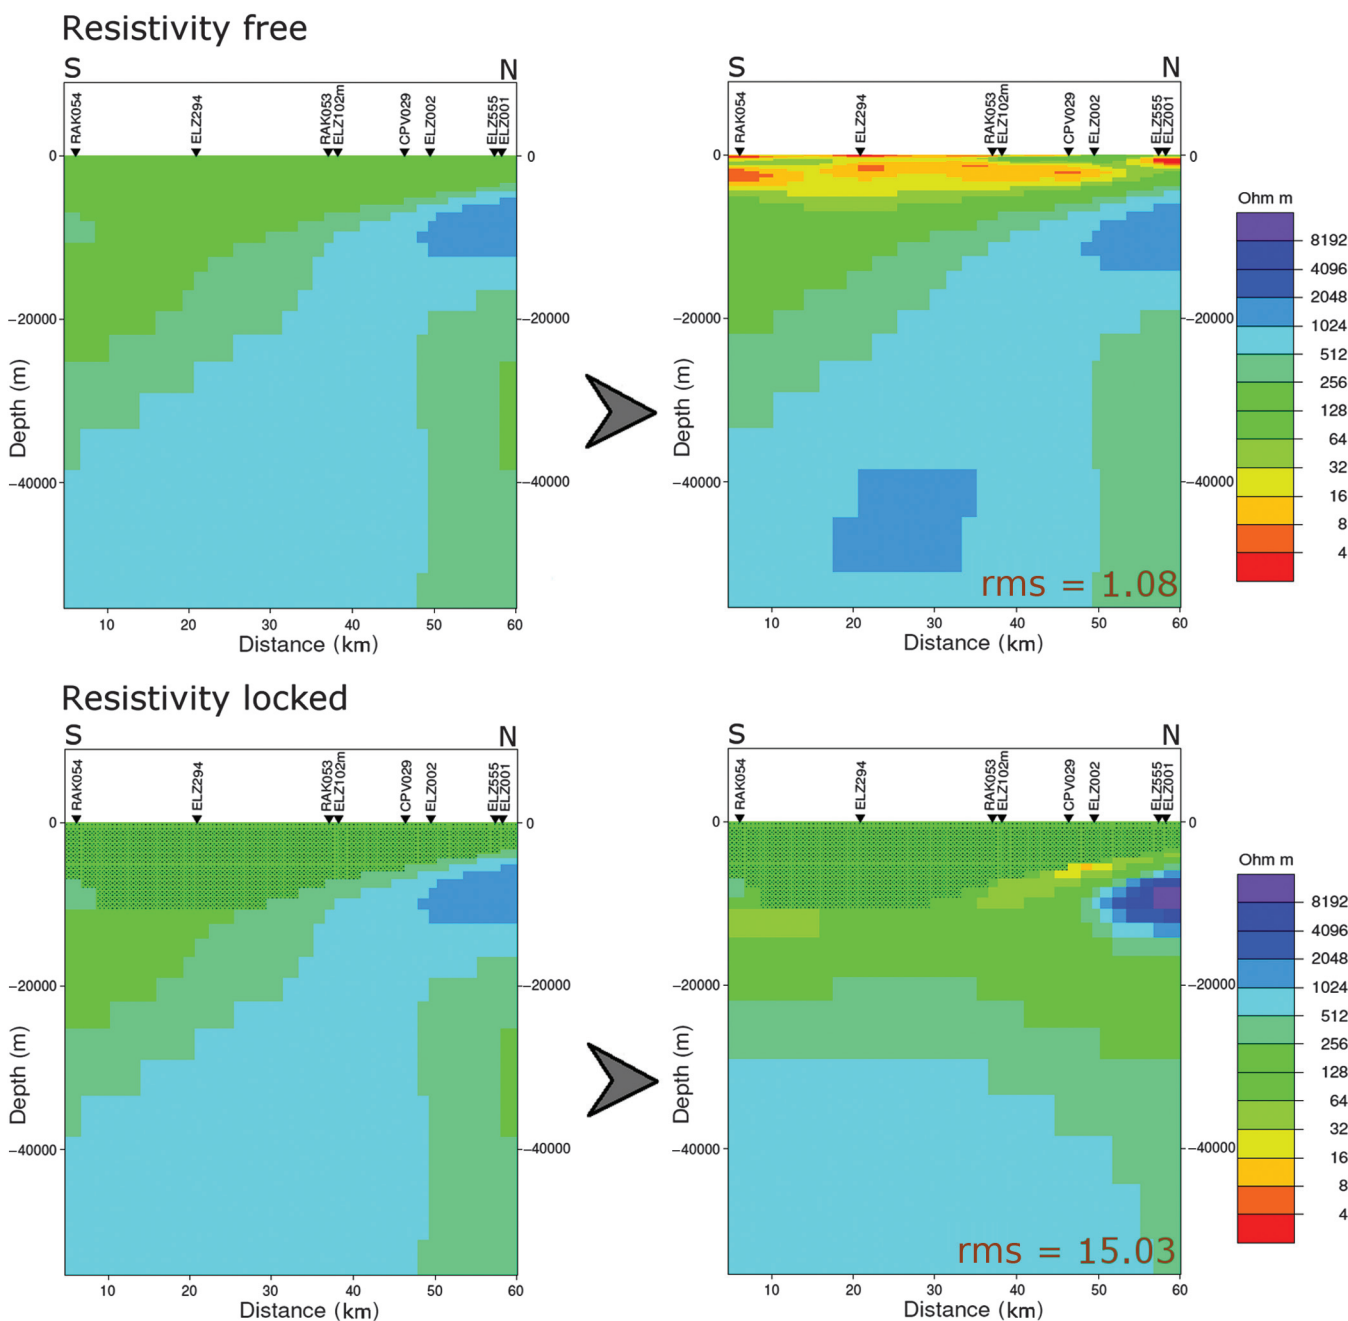 Resistivity free
S N S N
RAK054 ELZ294 RAK053 ELZ102m CPV029 ELZ002 ELZ555 ELZ001
RAK054 ELZ294 RAK053 ELZ102m CPV029 ELZ002 ELZ555 ELZ001
0 0 0 0
Ohm m
8192
4096
2048
1024
512
256
128
64
32
16
8
4
−20000 −20000 −20000 −20000
Depth (m) Depth (m)
−40000 −40000 −40000 −40000
rms = 1.08
10 20 30 40 50 60 10 20 30 40 50 60
Distance (km) Distance (km)
Resistivity locked
S N S N
RAK054 ELZ294 RAK053 ELZ102m CPV029 ELZ002 ELZ555 ELZ001
RAK054 ELZ294 RAK053 ELZ102m CPV029 ELZ002 ELZ555 ELZ001
0 0 0 0
Ohm m
8192
4096
2048
1024
512
256
128
64
32
16
8
4
−20000 −20000 −20000 −20000
Depth (m) Depth (m)
−40000 −40000 −40000 −40000
rms = 15.03
10 20 30 40 50 60 10 20 30 40 50 60
Distance (km) Distance (km)